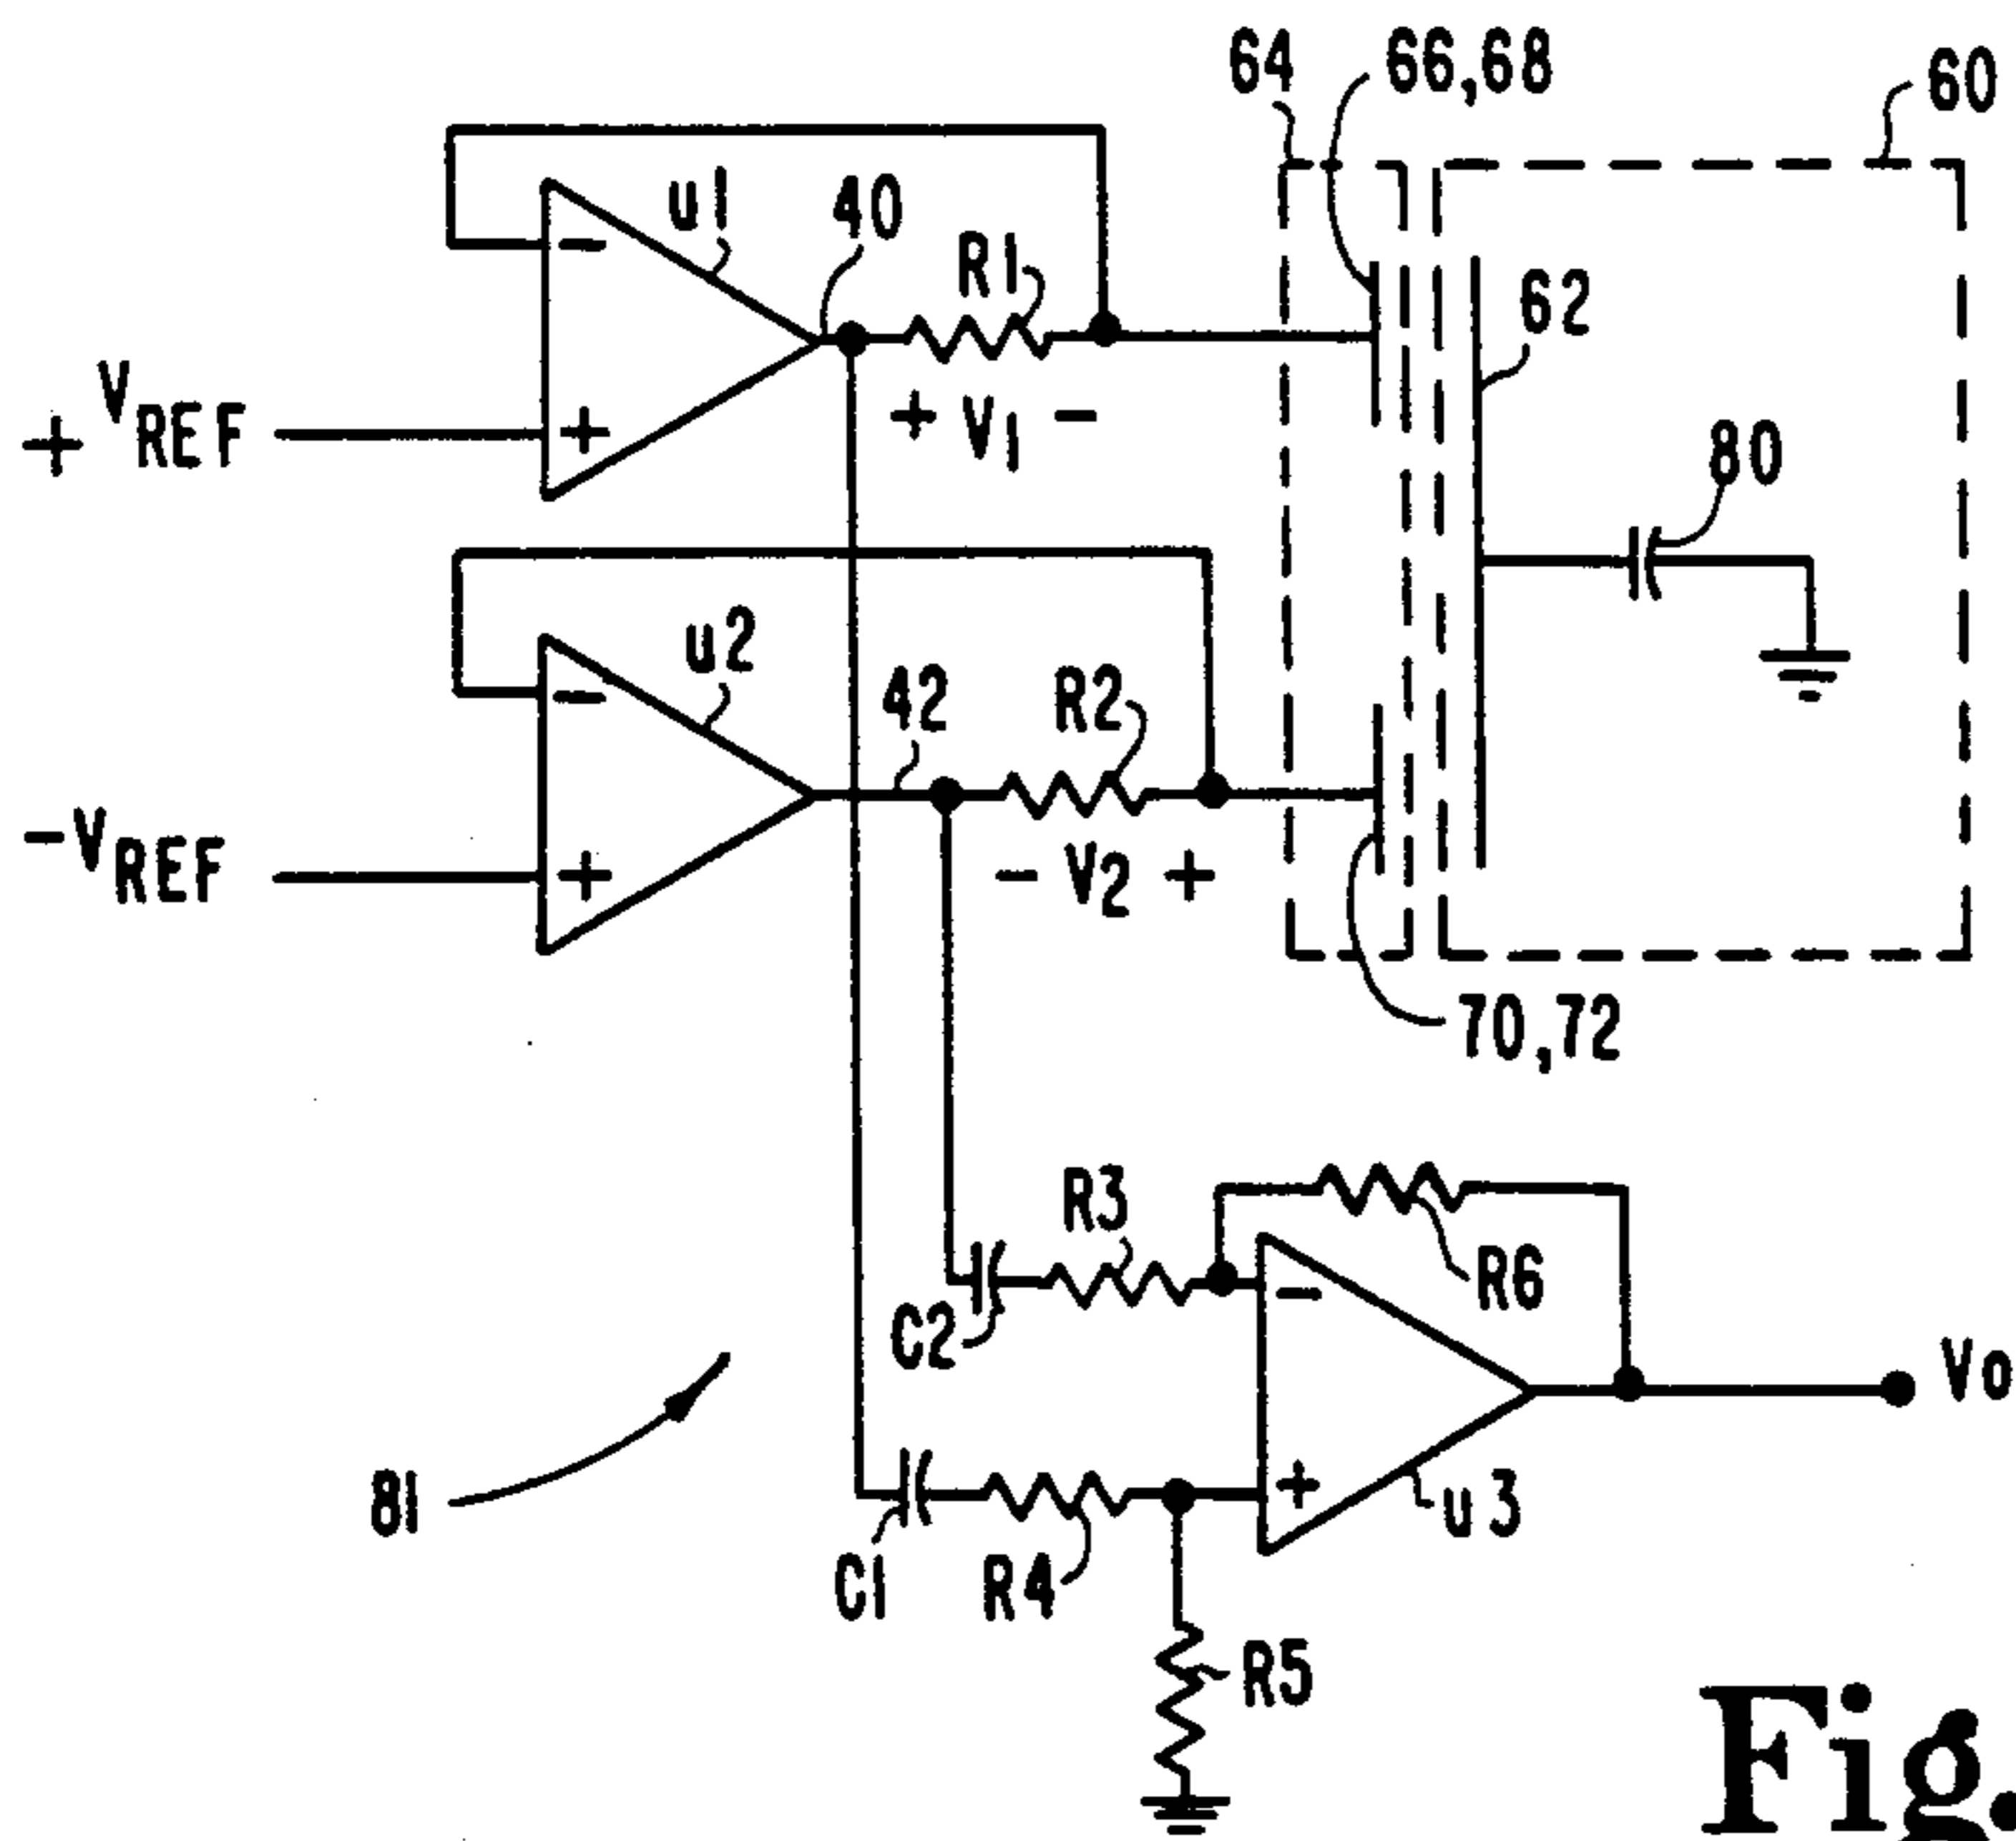 64
66,68
60
u1
40
R1
62
+ VREF
-
+
+ V1 -
80
u2
42
R2
-VREF
-
+
- V2 +
70,72
R3
R6
C2
-
Vo
81
+
u3
C1
R4
R5
Fig.